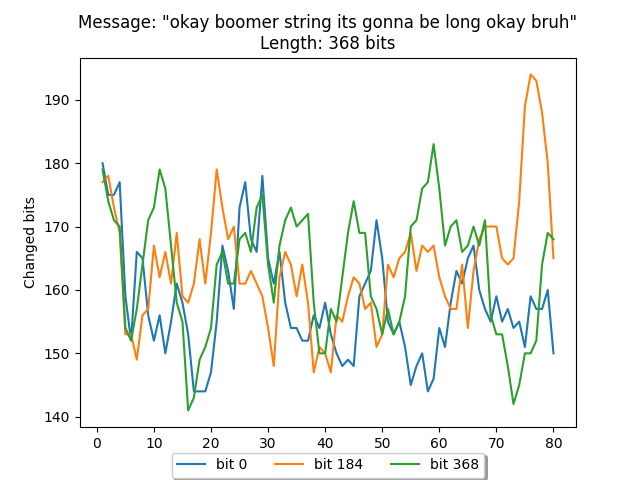 Message: "okay boomer string its gonna be long okay bruh"
Length: 368 bits
Changed bits
190
180
170
160
150
140
0 10 20 30 40 50 60 70 80
bit 0 bit 184 bit 368